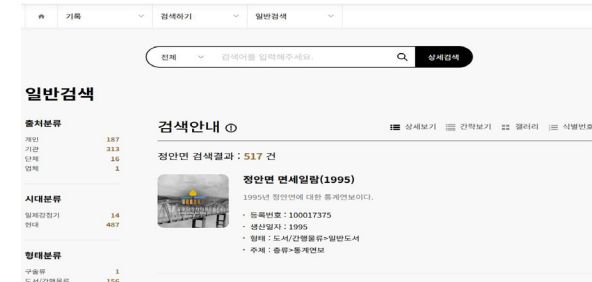 기록
검색하기
일반검색
전체
검색어를 입력해주세요.
상세검색
일반검색
출처분류
개인 187
기관 313
단체 16
업체 1
시대분류
일제강점기 14
현대 487
형태분류
구술류 1
도서/간행물류 156
검색안내
상세보기 간략보기 갤러리 식별번호
정안면 검색결과 : 517 건
정안면 면세일람(1995)
1995년 정안면에 대한 통계연보이다.
· 등록번호 : 100017375
· 생산일자 : 1995
· 형태 : 도서/간행물류>일반도서
· 주제 : 종류>통계연보